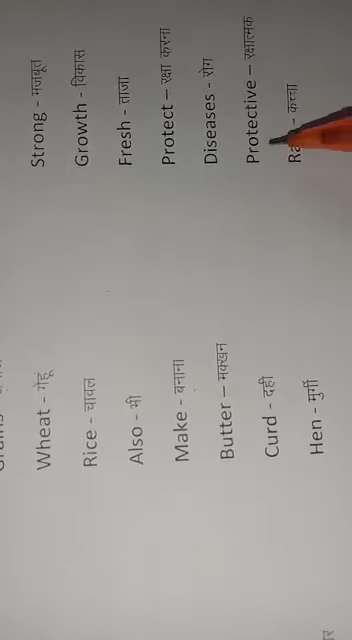 Wheat - गेंहू
Rice - चावल
Also - भी
Make - बनाना
Butter – मक्खन
Curd - दही
Hen - मुर्गी
Strong - मजबूत
Growth - विकास
Fresh - ताजा
Protect – रक्षा करना
Diseases - रोग
Protective – रक्षात्मक
- कच्चा